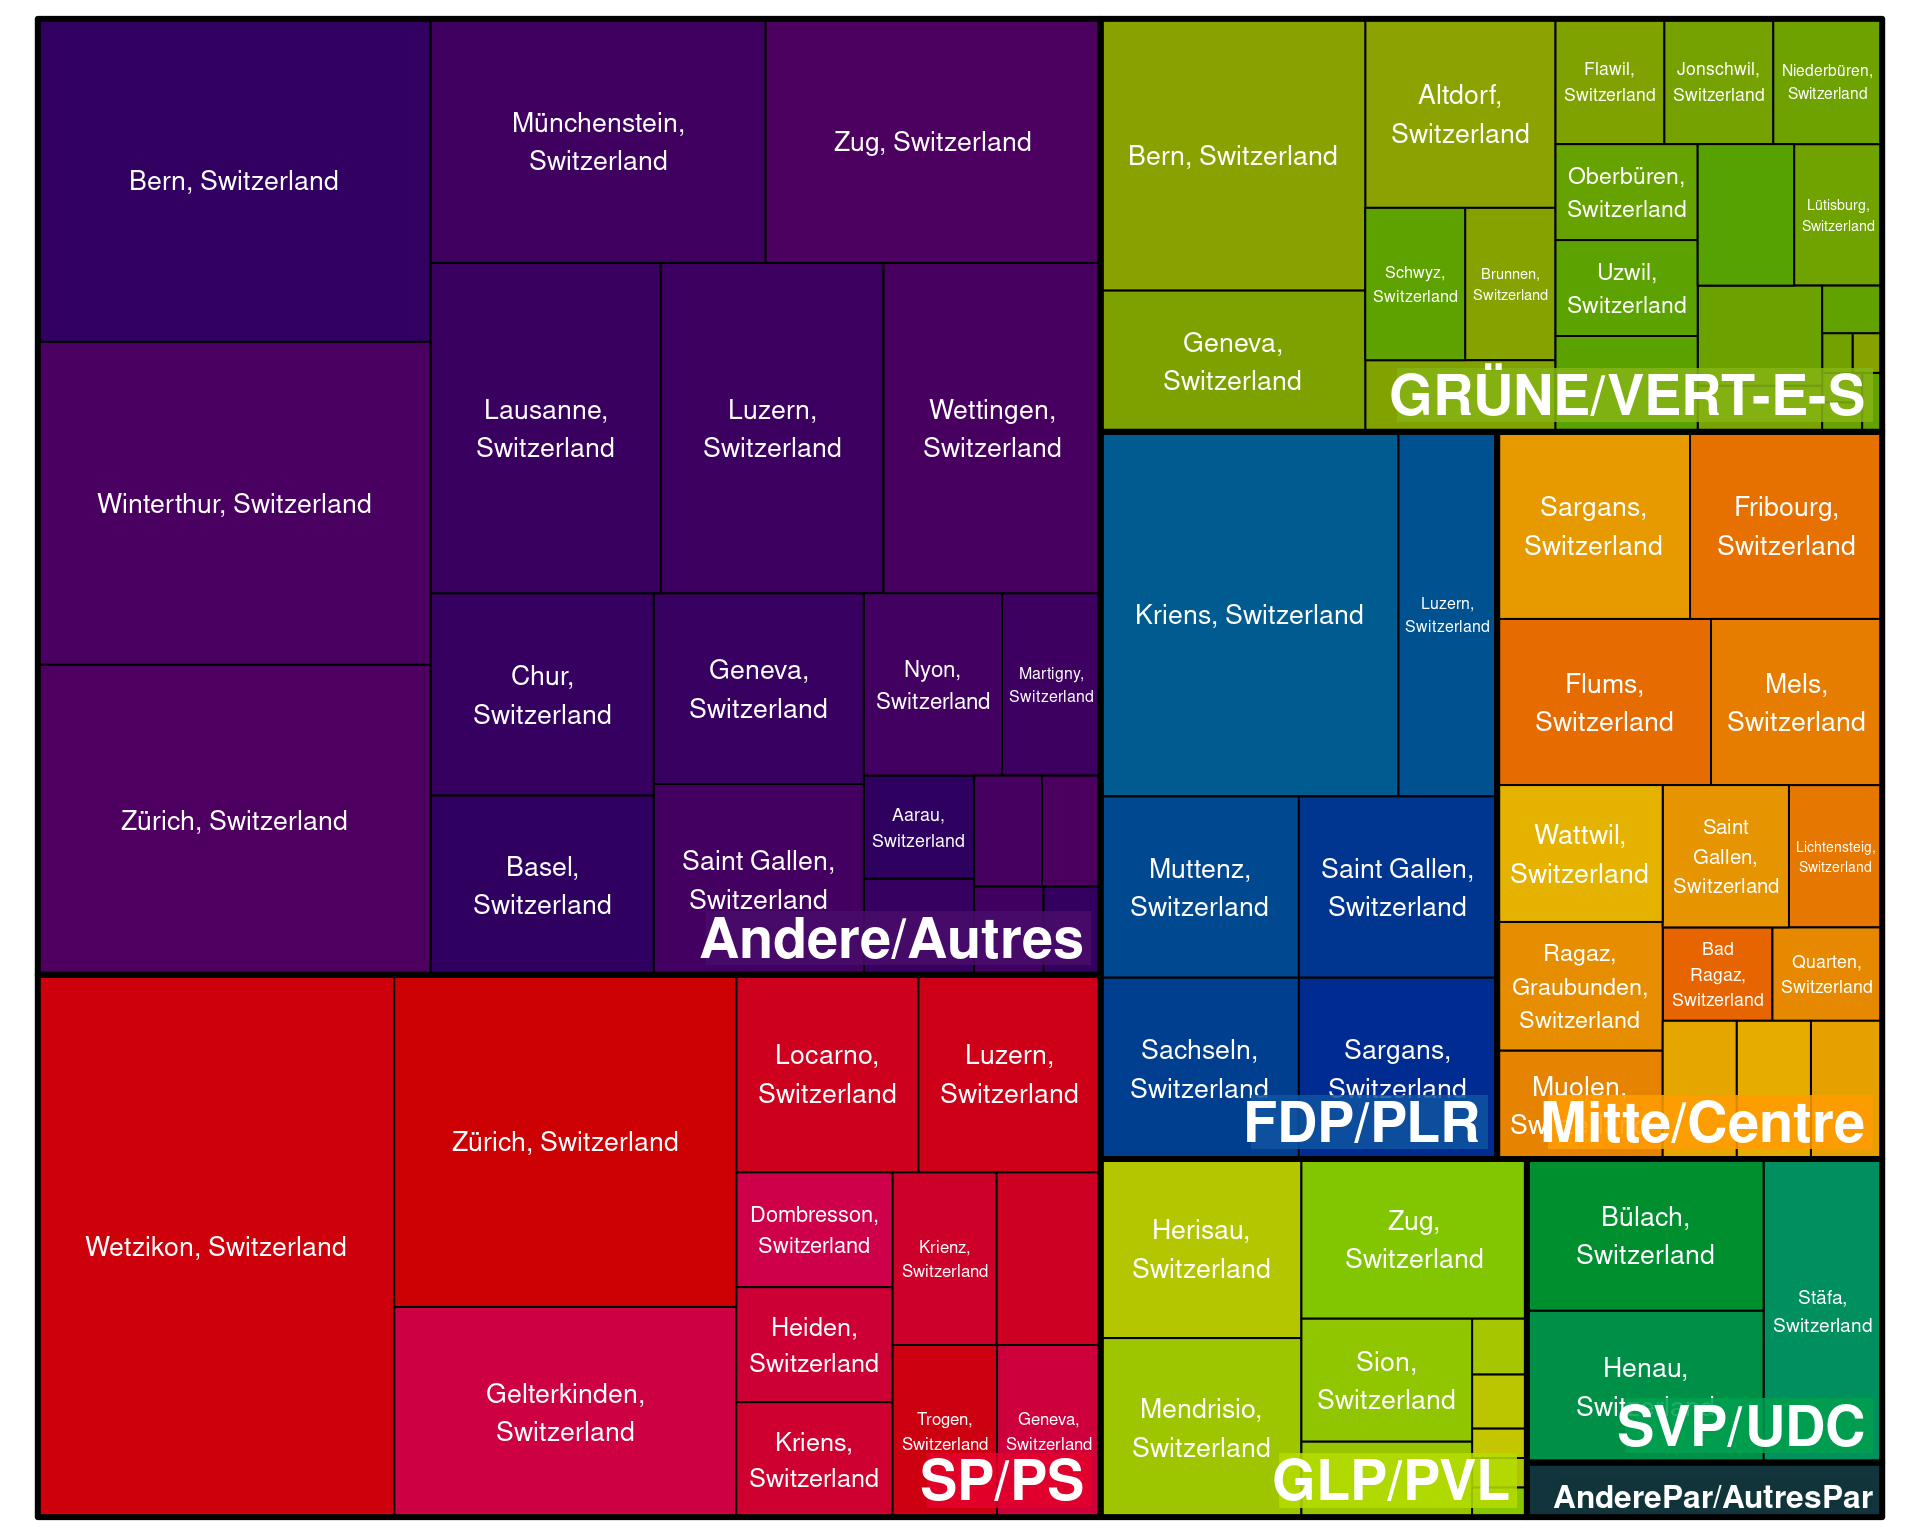 Bern, Switzerland
Münchenstein,
Switzerland
Zug, Switzerland
Winterthur, Switzerland
Zürich, Switzerland
Lausanne,
Switzerland
Luzern,
Switzerland
Wettingen,
Switzerland
Chur,
Switzerland
Geneva,
Switzerland
Nyon,
Switzerland
Martigny,
Switzerland
Basel,
Switzerland
Saint Gallen,
Switzerland
Aarau,
Switzerland
Andere/Autres
Wetzikon, Switzerland
Zürich, Switzerland
Gelterkinden,
Switzerland
Locarno,
Switzerland
Luzern,
Switzerland
Dombresson,
Switzerland
Krienz,
Switzerland
Heiden,
Switzerland
Kriens,
Switzerland
Trogen,
Switzerland
Geneva,
Switzerland
SP/PS
Bern, Switzerland
Geneva,
Switzerland
Altdorf,
Switzerland
Schwyz,
Switzerland
Brunnen,
Switzerland
Flawil,
Switzerland
Jonschwil,
Switzerland
Niederbüren,
Switzerland
Oberbüren,
Switzerland
Lütisburg,
Switzerland
Uzwil,
Switzerland
GRÜNE/VERT-E-S
Kriens, Switzerland
Luzern,
Switzerland
Muttenz,
Switzerland
Saint Gallen,
Switzerland
Sachseln,
Switzerland
Sargans,
Switzerland
FDP/PLR
Sargans,
Switzerland
Fribourg,
Switzerland
Flums,
Switzerland
Mels,
Switzerland
Wattwil,
Switzerland
Saint
Gallen,
Switzerland
Lichtensteig,
Switzerland
Ragaz,
Graubunden,
Switzerland
Bad
Ragaz,
Switzerland
Quarten,
Switzerland
Muolen,
Mitte/Centre
Herisau,
Switzerland
Zug,
Switzerland
Mendrisio,
Switzerland
Sion,
Switzerland
GLP/PVL
Bülach,
Switzerland
Henau,
Switzerland
Stäfa,
Switzerland
SVP/UDC
AnderePar/AutresPar